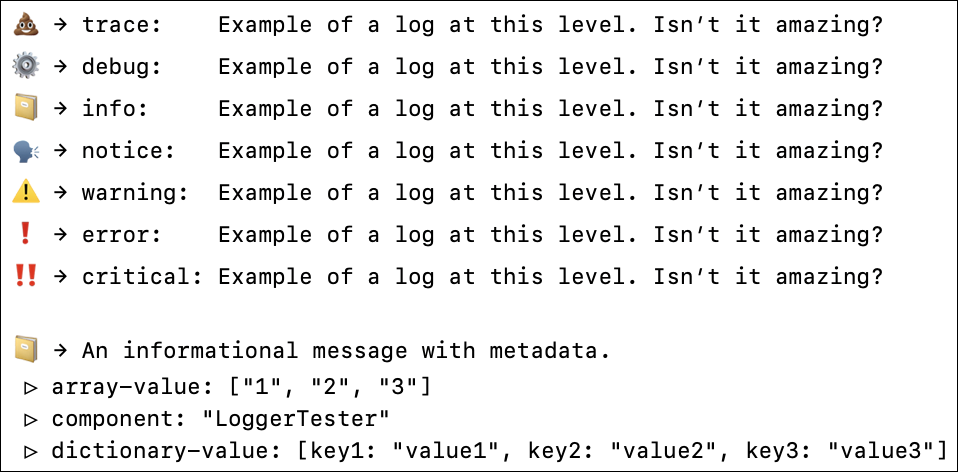 💩 → trace:    Example of a log at this level. Isn’t it amazing?
⚙️ → debug:    Example of a log at this level. Isn’t it amazing?
📔 → info:     Example of a log at this level. Isn’t it amazing?
🗣 → notice:   Example of a log at this level. Isn’t it amazing?
⚠️ → warning:  Example of a log at this level. Isn’t it amazing?
❗️ → error:    Example of a log at this level. Isn’t it amazing?
‼️ → critical: Example of a log at this level. Isn’t it amazing?
📔 → An informational message with metadata.
▷ array-value: ["1", "2", "3"]
▷ component: "LoggerTester"
▷ dictionary-value: [key1: "value1", key2: "value2", key3: "value3"]